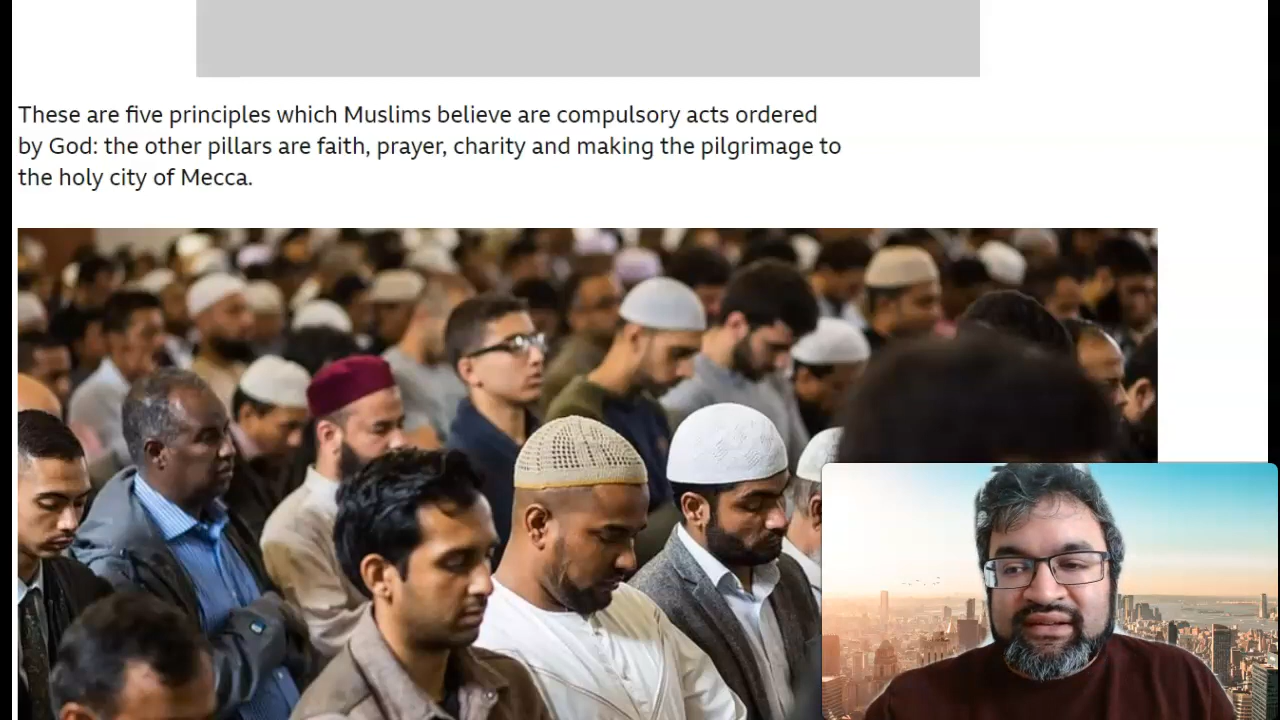 These are five principles which Muslims believe are compulsory acts ordered
by God: the other pillars are faith, prayer, charity and making the pilgrimage to
the holy city of Mecca.